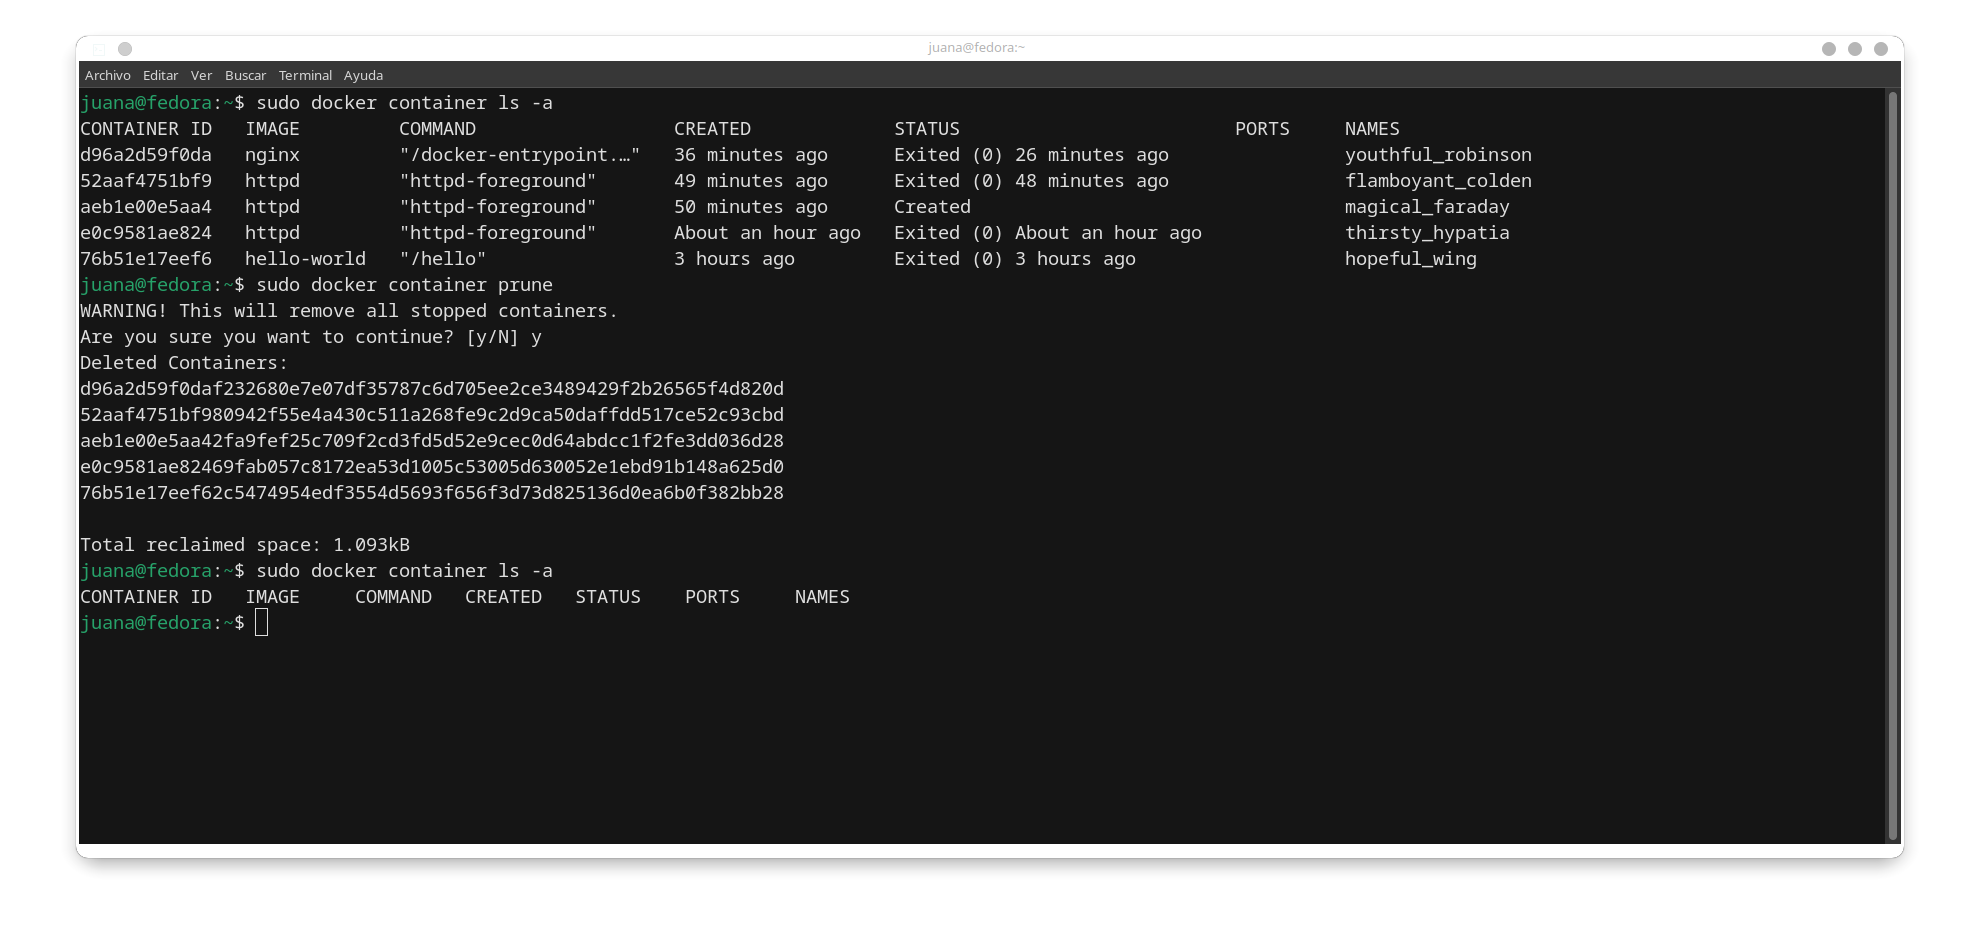 juana@fedora:~
Archivo Editar Ver Buscar Terminal Ayuda
juana@fedora:~$ sudo docker container ls -a
CONTAINER ID   IMAGE         COMMAND                  CREATED             STATUS                         PORTS     NAMES
d96a2d59f0da   nginx         "/docker-entrypoint.…"   36 minutes ago      Exited (0) 26 minutes ago                youthful_robinson
52aaf4751bf9   httpd         "httpd-foreground"       49 minutes ago      Exited (0) 48 minutes ago                flamboyant_colden
aeb1e00e5aa4   httpd         "httpd-foreground"       50 minutes ago      Created                                  magical_faraday
e0c9581ae824   httpd         "httpd-foreground"       About an hour ago   Exited (0) About an hour ago             thirsty_hypatia
76b51e17eef6   hello-world   "/hello"                 3 hours ago         Exited (0) 3 hours ago                   hopeful_wing
juana@fedora:~$ sudo docker container prune
WARNING! This will remove all stopped containers.
Are you sure you want to continue? [y/N] y
Deleted Containers:
d96a2d59f0daf232680e7e07df35787c6d705ee2ce3489429f2b26565f4d820d
52aaf4751bf980942f55e4a430c511a268fe9c2d9ca50daffdd517ce52c93cbd
aeb1e00e5aa42fa9fef25c709f2cd3fd5d52e9cec0d64abdcc1f2fe3dd036d28
e0c9581ae82469fab057c8172ea53d1005c53005d630052e1ebd91b148a625d0
76b51e17eef62c5474954edf3554d5693f656f3d73d825136d0ea6b0f382bb28

Total reclaimed space: 1.093kB
juana@fedora:~$ sudo docker container ls -a
CONTAINER ID   IMAGE     COMMAND   CREATED   STATUS    PORTS     NAMES
juana@fedora:~$